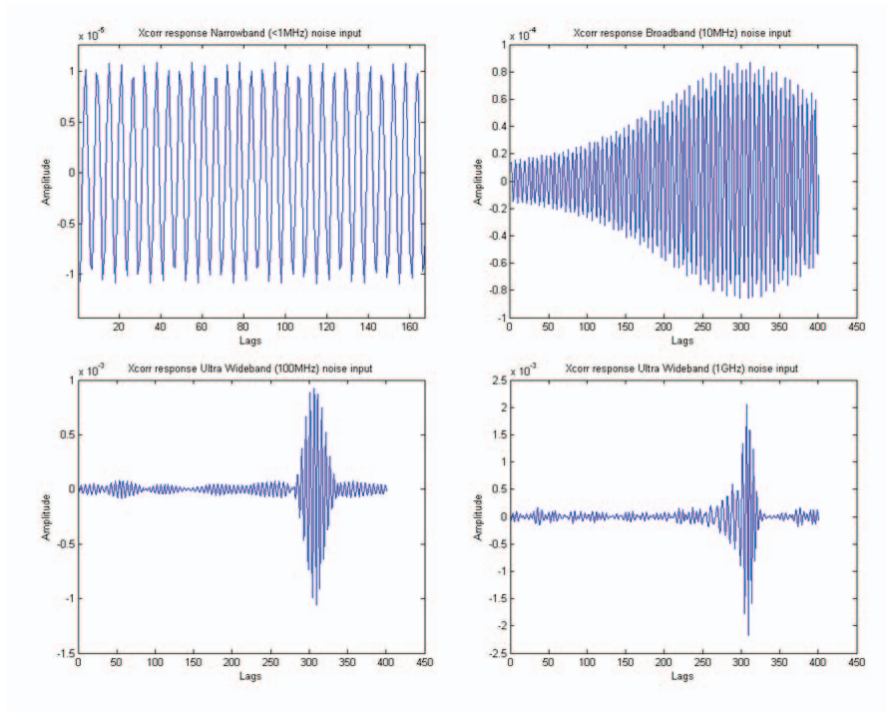 Xcorr response Narrowband (<1MHz) noise input
x 10^-5
1
0.5
0
-0.5
-1
Amplitude
20 40 60 80 100 120 140 160
Lags
Xcorr response Broadband (10MHz) noise input
x 10^-4
1
0.8
0.6
0.4
0.2
0
-0.2
-0.4
-0.6
-0.8
-1
Amplitude
0 50 100 150 200 250 300 350 400 450
Lags
Xcorr response Ultra Wideband (100MHz) noise input
x 10^-3
1
0.5
0
-0.5
-1
-1.5
Amplitude
0 50 100 150 200 250 300 350 400 450
Lags
Xcorr response Ultra Wideband (1GHz) noise input
x 10^-3
2.5
2
1.5
1
0.5
0
-0.5
-1
-1.5
-2
-2.5
Amplitude
0 50 100 150 200 250 300 350 400 450
Lags